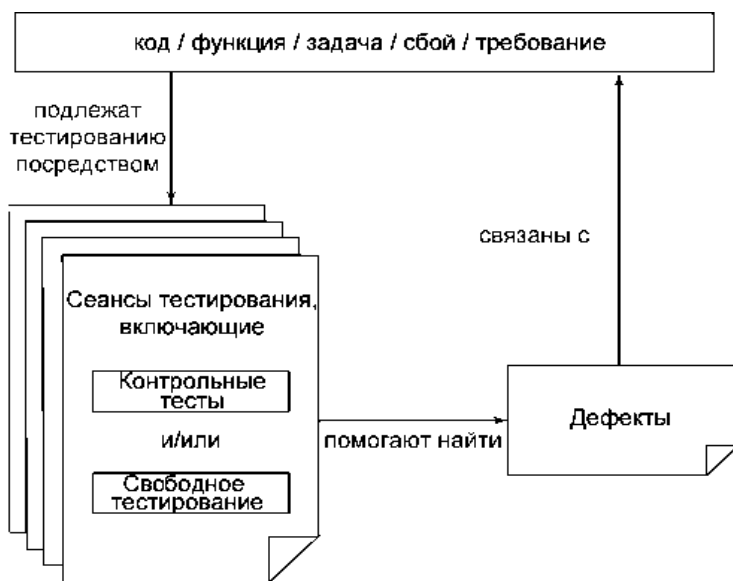 код / функция / задача / сбой / требование
подлежат
тестированию
посредством
связаны с
Сеансы тестирования,
включающие
Контрольные
тесты
и/или
Свободное
тестирование
помогают найти
Дефекты